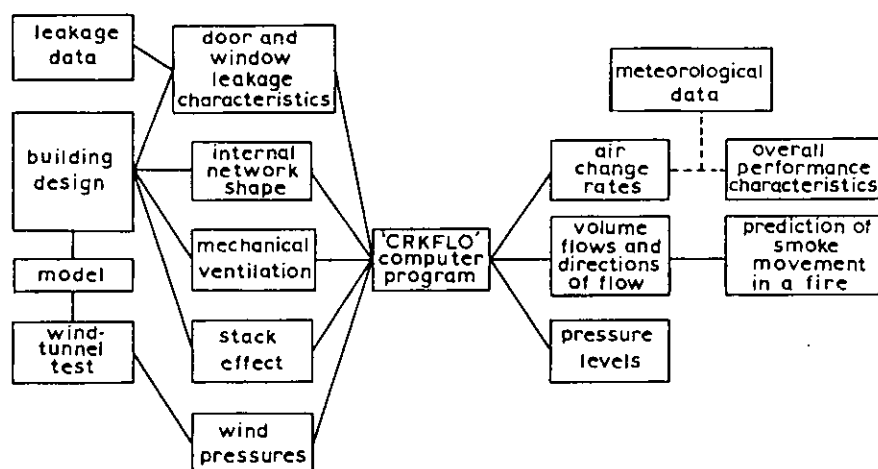 leakage
data
door and
window
leakage
characteristics
building
design
internal
network
shape
mechanical
ventilation
model
wind-
tunnel
test
stack
effect
wind
pressures
'CRKFLO'
computer
program
meteorological
data
air
change
rates
overall
performance
characteristics
volume
flows and
directions
of flow
prediction of
smoke
movement
in a fire
pressure
levels